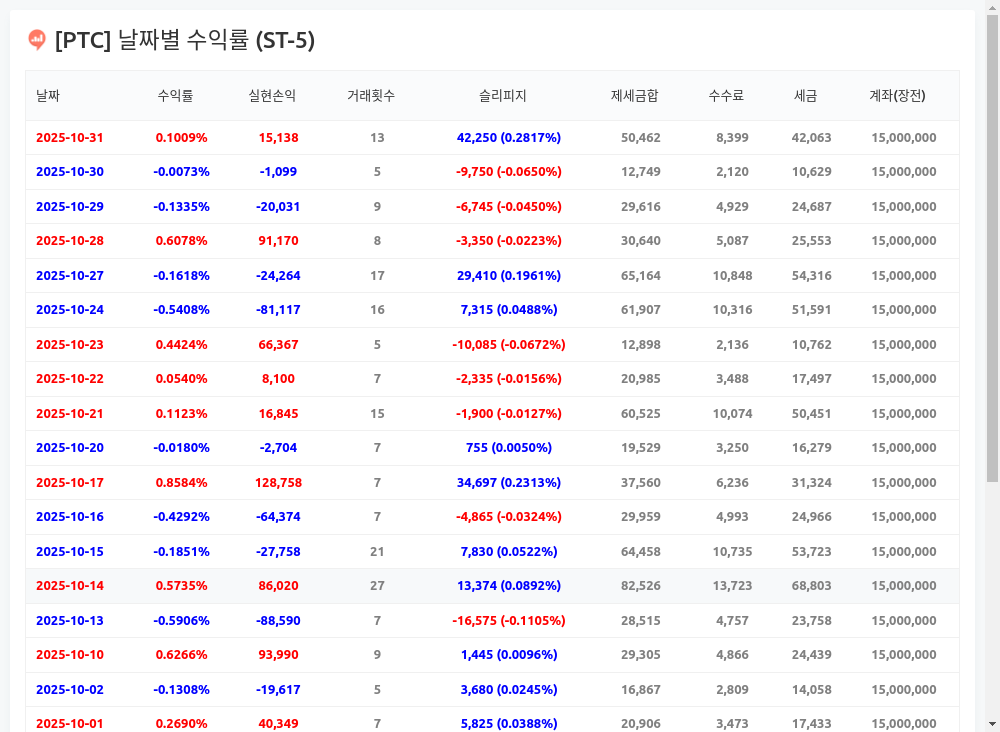 [PTC] 날짜별 수익률 (ST-5)
날짜 수익률 실현손익 거래횟수 슬리피지 제세금합 수수료 세금 계좌(장전)
2025-10-31 0.1009% 15,138 13 42,250 (0.2817%) 50,462 8,399 42,063 15,000,000
2025-10-30 -0.0073% -1,099 5 -9,750 (-0.0650%) 12,749 2,120 10,629 15,000,000
2025-10-29 -0.1335% -20,031 9 -6,745 (-0.0450%) 29,616 4,929 24,687 15,000,000
2025-10-28 0.6078% 91,170 8 -3,350 (-0.0223%) 30,640 5,087 25,553 15,000,000
2025-10-27 -0.1618% -24,264 17 29,410 (0.1961%) 65,164 10,848 54,316 15,000,000
2025-10-24 -0.5408% -81,117 16 7,315 (0.0488%) 61,907 10,316 51,591 15,000,000
2025-10-23 0.4424% 66,367 5 -10,085 (-0.0672%) 12,898 2,136 10,762 15,000,000
2025-10-22 0.0540% 8,100 7 -2,335 (-0.0156%) 20,985 3,488 17,497 15,000,000
2025-10-21 0.1123% 16,845 15 -1,900 (-0.0127%) 60,525 10,074 50,451 15,000,000
2025-10-20 -0.0180% -2,704 7 755 (0.0050%) 19,529 3,250 16,279 15,000,000
2025-10-17 0.8584% 128,758 7 34,697 (0.2313%) 37,560 6,236 31,324 15,000,000
2025-10-16 -0.4292% -64,374 7 -4,865 (-0.0324%) 29,959 4,993 24,966 15,000,000
2025-10-15 -0.1851% -27,758 21 7,830 (0.0522%) 64,458 10,735 53,723 15,000,000
2025-10-14 0.5735% 86,020 27 13,374 (0.0892%) 82,526 13,723 68,803 15,000,000
2025-10-13 -0.5906% -88,590 7 -16,575 (-0.1105%) 28,515 4,757 23,758 15,000,000
2025-10-10 0.6266% 93,990 9 1,445 (0.0096%) 29,305 4,866 24,439 15,000,000
2025-10-02 -0.1308% -19,617 5 3,680 (0.0245%) 16,867 2,809 14,058 15,000,000
2025-10-01 0.2690% 40,349 7 5,825 (0.0388%) 20,906 3,473 17,433 15,000,000